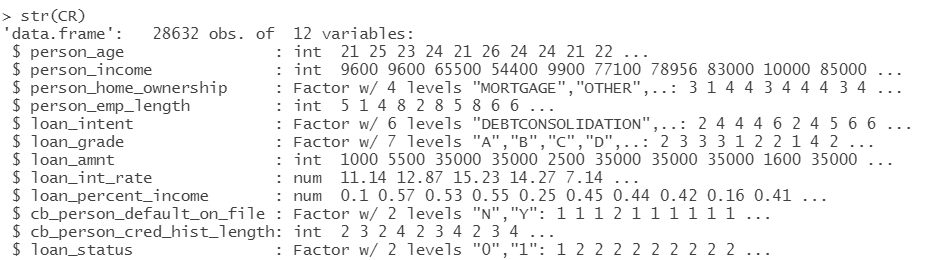 > str(CR)
'data.frame':   28632 obs. of  12 variables:
 $ person_age                : int  21 25 23 24 21 26 24 24 21 22 ...
 $ person_income             : int  9600 9600 65500 54400 9900 77100 78956 83000 10000 85000 ...
 $ person_home_ownership     : Factor w/ 4 levels "MORTGAGE","OTHER",..: 3 1 4 4 3 4 4 4 3 4 ...
 $ person_emp_length         : int  5 1 4 8 2 8 5 8 6 6 ...
 $ loan_intent               : Factor w/ 6 levels "DEBTCONSOLIDATION",..: 2 4 4 4 6 2 4 5 6 6 ...
 $ loan_grade                : Factor w/ 7 levels "A","B","C","D",..: 2 3 3 3 1 2 2 1 4 2 ...
 $ loan_amnt                 : int  1000 5500 35000 35000 2500 35000 35000 35000 1600 35000 ...
 $ loan_int_rate             : num  11.14 12.87 15.23 14.27 7.14 ...
 $ loan_percent_income       : num  0.1 0.57 0.53 0.55 0.25 0.45 0.44 0.42 0.16 0.41 ...
 $ cb_person_default_on_file : Factor w/ 2 levels "N","Y": 1 1 1 2 1 1 1 1 1 1 ...
 $ cb_person_cred_hist_length: int  2 3 2 4 2 3 4 2 3 4 ...
 $ loan_status               : Factor w/ 2 levels "0","1": 1 2 2 2 2 2 2 2 2 2 ...